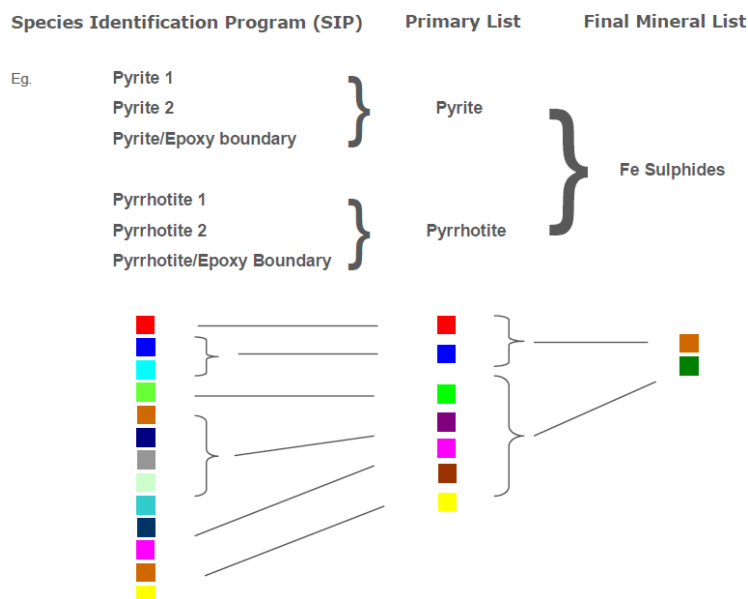 Species Identification Program (SIP) Primary List Final Mineral List
Eg. Pyrite 1
Pyrite 2 Pyrite
Pyrite/Epoxy boundary
Fe Sulphides
Pyrrhotite 1
Pyrrhotite 2 Pyrrhotite
Pyrrhotite/Epoxy Boundary